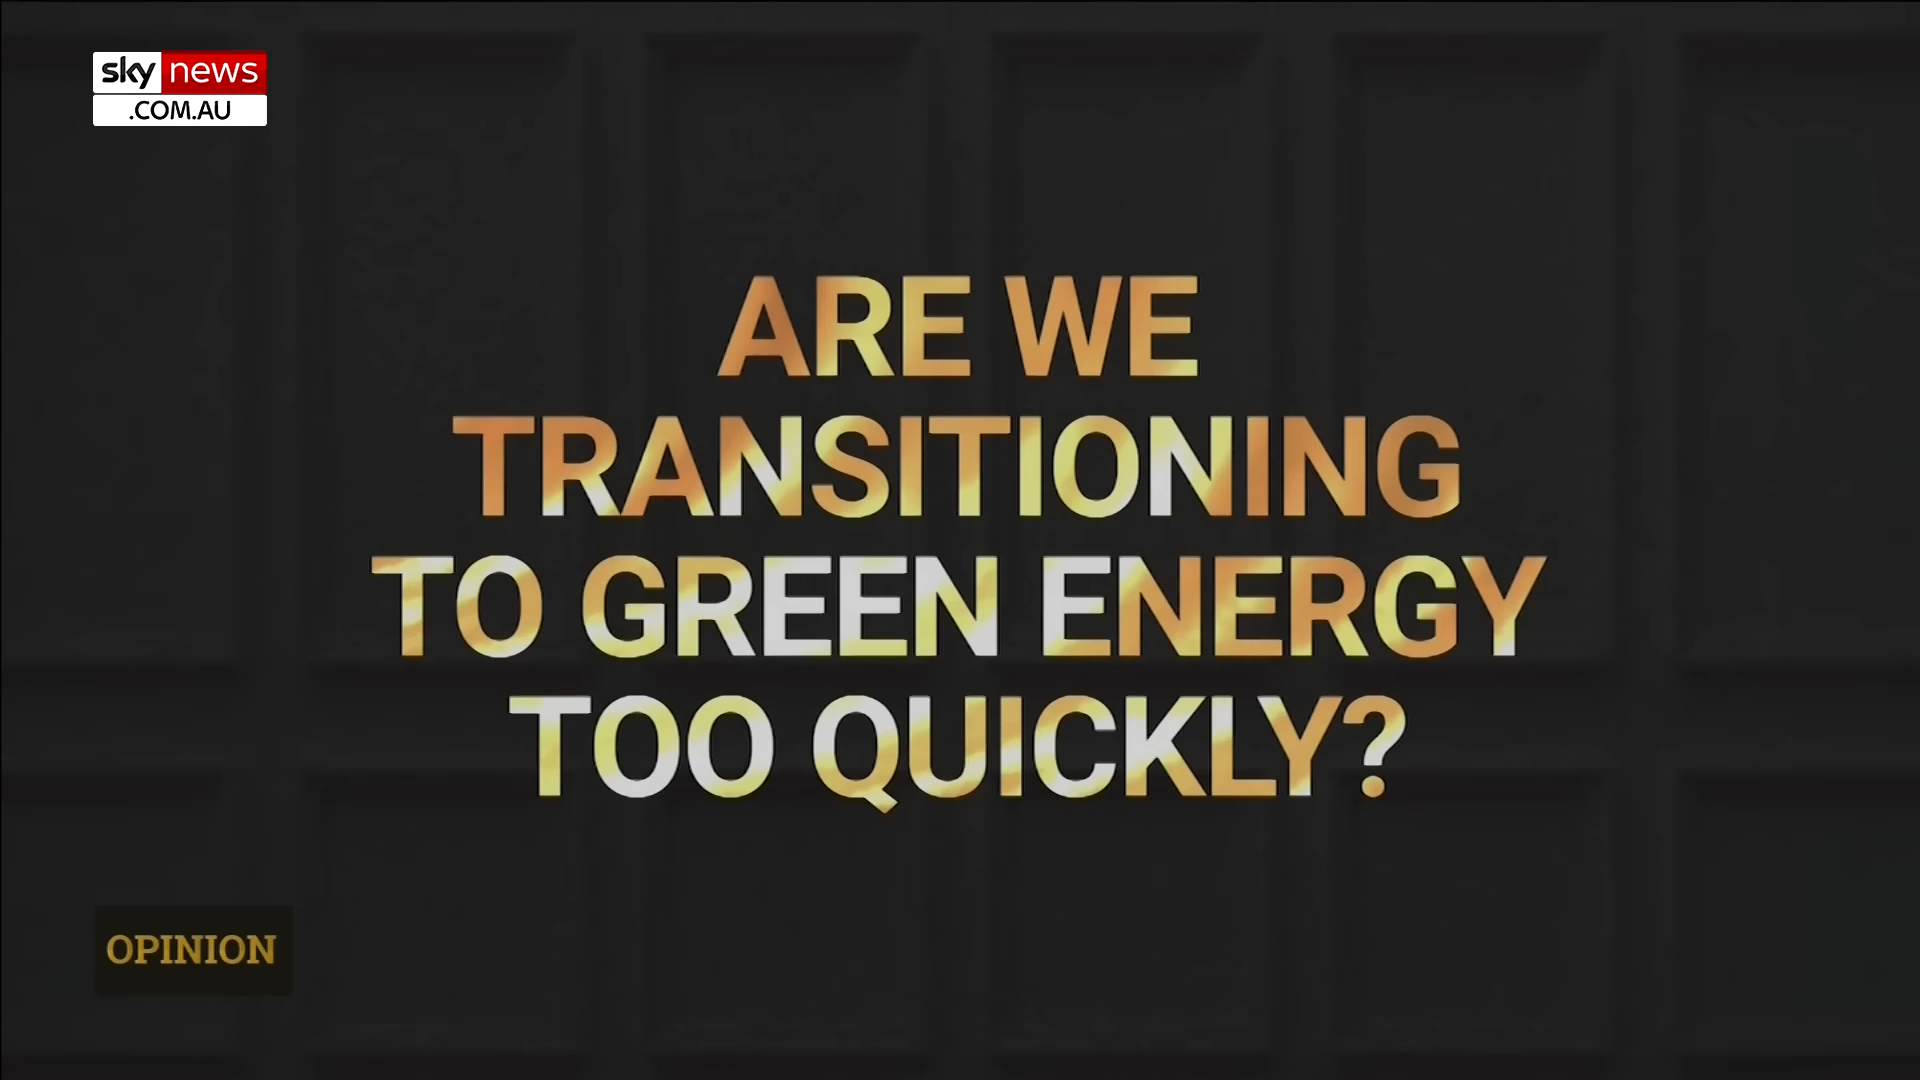 sky news
.COM.AU
ARE WE
TRANSITIONING
TO GREEN ENERGY
TOO QUICKLY?
OPINION